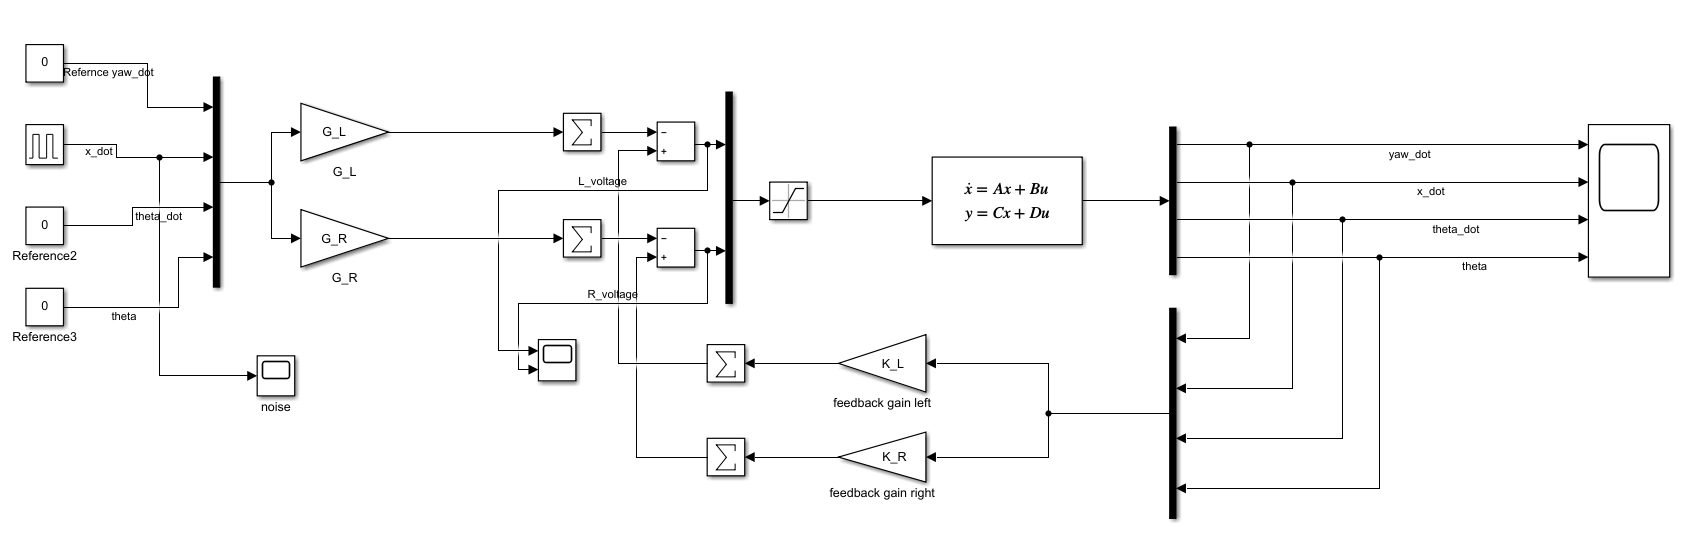 0
Refernce yaw_dot
x_dot
0
theta_dot
Reference2
0
theta
Reference3
noise
G_L
G_L
G_R
G_R
Σ
−
+
L_voltage
Σ
−
+
R_voltage
ẋ = Ax + Bu
y = Cx + Du
yaw_dot
x_dot
theta_dot
theta
Σ
K_L
feedback gain left
Σ
K_R
feedback gain right